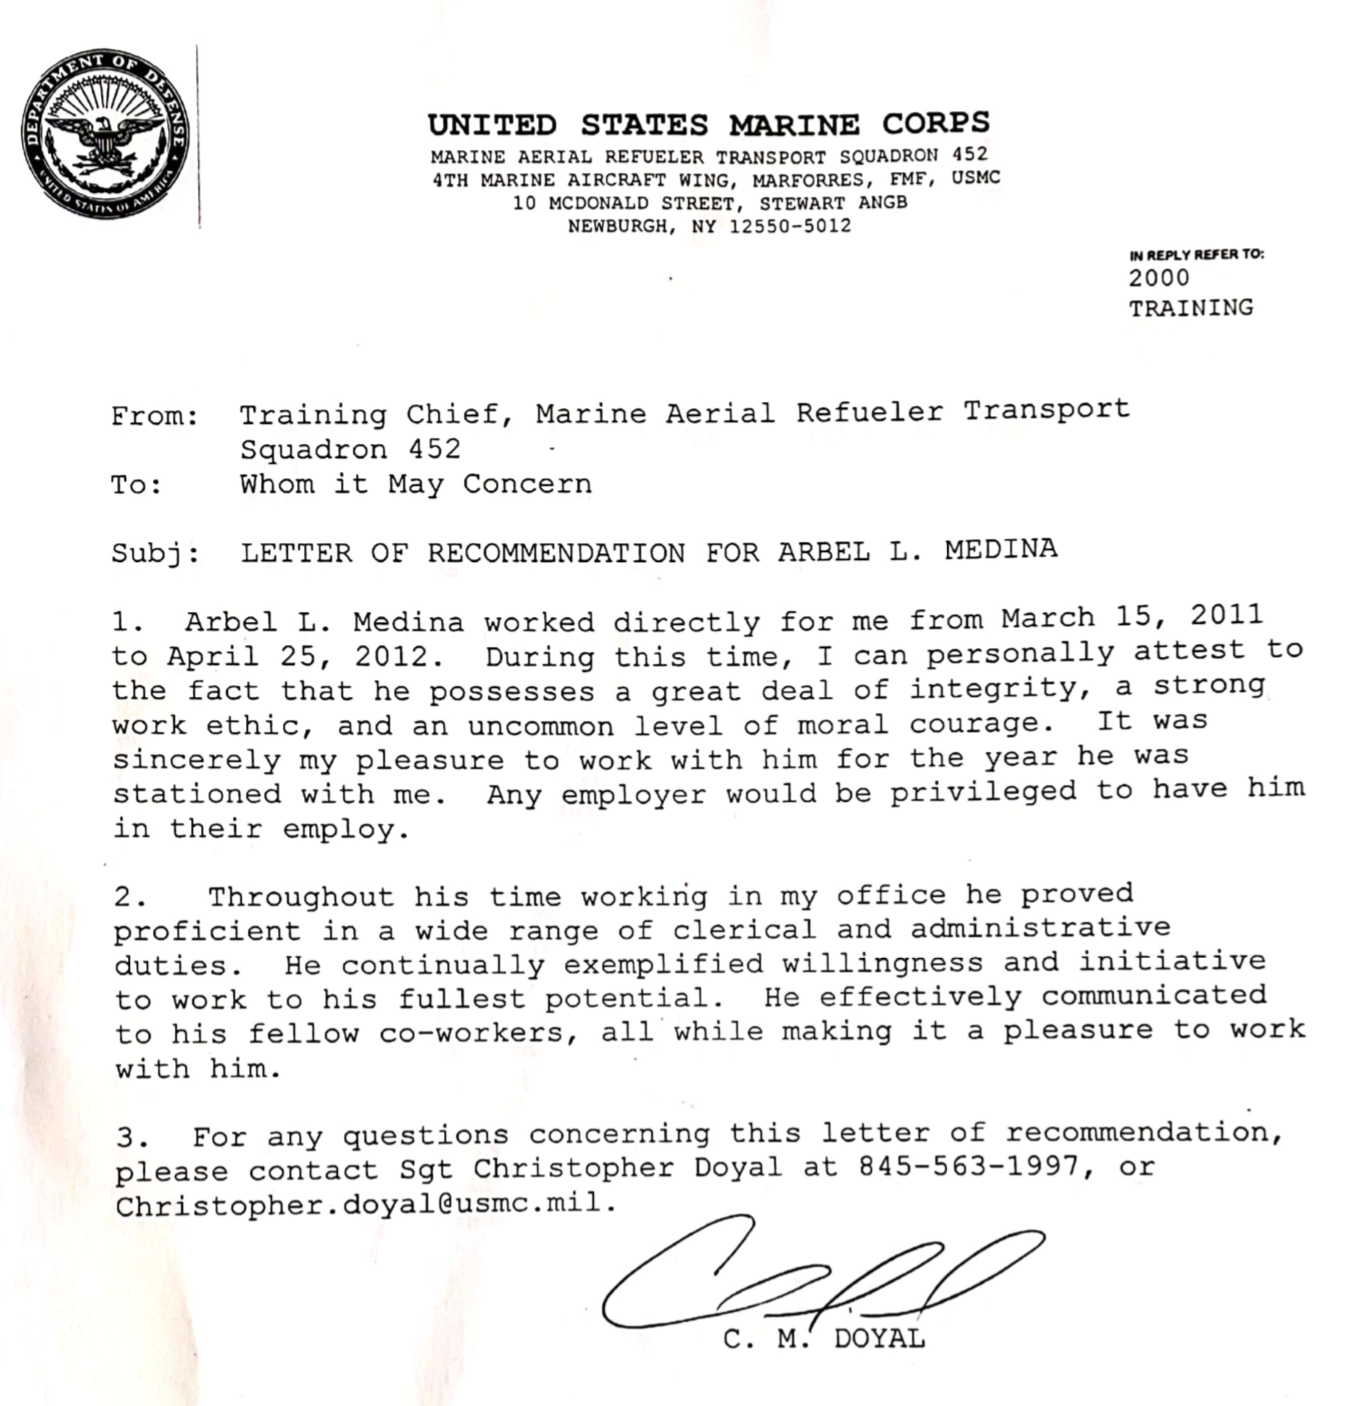 DEPARTMENT OF DEFENSE
UNITED STATES OF AMERICA
UNITED STATES MARINE CORPS
MARINE AERIAL REFUELER TRANSPORT SQUADRON 452
4TH MARINE AIRCRAFT WING, MARFORRES, FMF, USMC
10 MCDONALD STREET, STEWART ANGB
NEWBURGH, NY 12550-5012
IN REPLY REFER TO:
2000
TRAINING
From: Training Chief, Marine Aerial Refueler Transport
Squadron 452
To: Whom it May Concern
Subj: LETTER OF RECOMMENDATION FOR ARBEL L. MEDINA
1. Arbel L. Medina worked directly for me from March 15, 2011
to April 25, 2012. During this time, I can personally attest to
the fact that he possesses a great deal of integrity, a strong
work ethic, and an uncommon level of moral courage. It was
sincerely my pleasure to work with him for the year he was
stationed with me. Any employer would be privileged to have him
in their employ.
2. Throughout his time working in my office he proved
proficient in a wide range of clerical and administrative
duties. He continually exemplified willingness and initiative
to work to his fullest potential. He effectively communicated
to his fellow co-workers, all while making it a pleasure to work
with him.
3. For any questions concerning this letter of recommendation,
please contact Sgt Christopher Doyal at 845-563-1997, or
Christopher.doyal@usmc.mil.
C. M. DOYAL